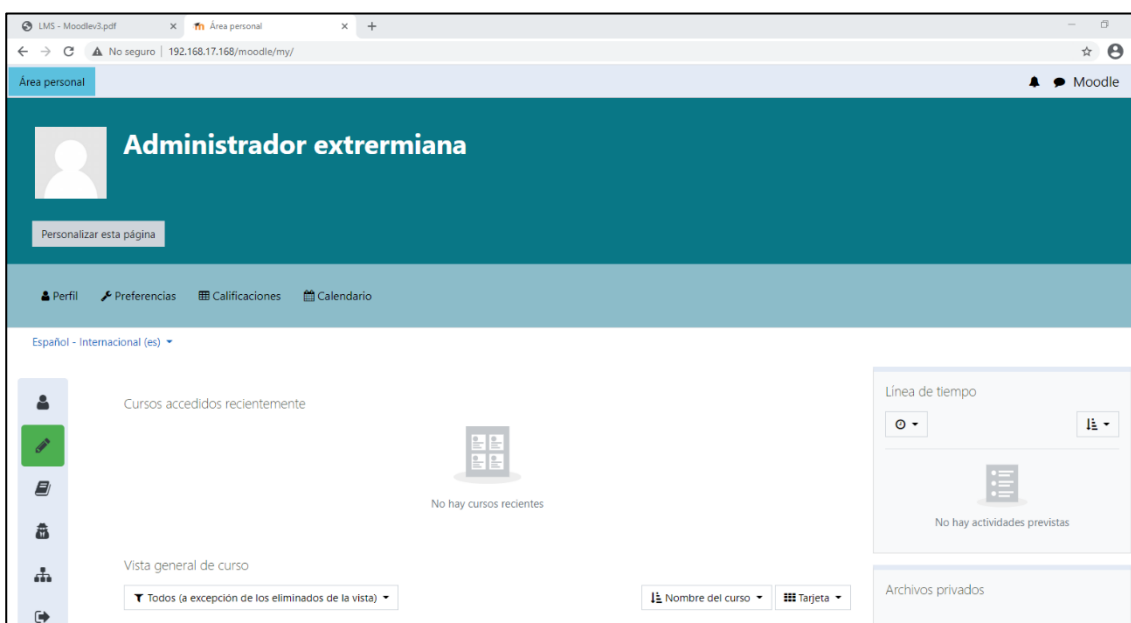 LMS - Moodlev3.pdf
Área personal
No seguro | 192.168.17.168/moodle/my/
Área personal
Moodle
Administrador extrermiana
Personalizar esta página
Perfil Preferencias Calificaciones Calendario
Español - Internacional (es)
Cursos accedidos recientemente
No hay cursos recientes
Vista general de curso
Todos (a excepción de los eliminados de la vista)
Nombre del curso
Tarjeta
Línea de tiempo
No hay actividades previstas
Archivos privados